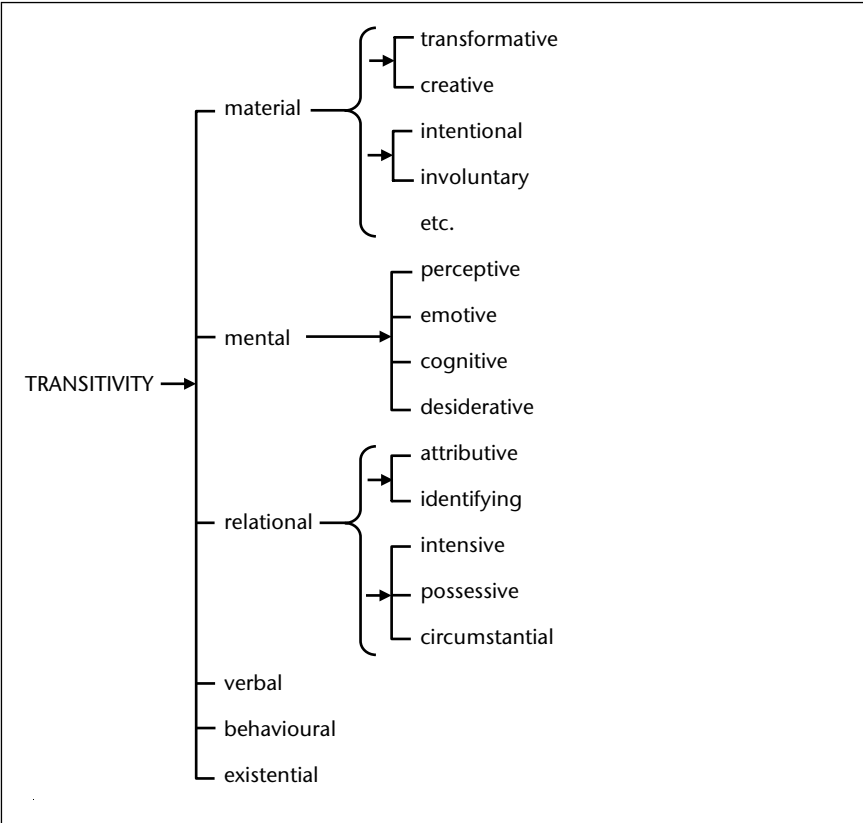 transformative
creative
material
intentional
involuntary
etc.
perceptive
emotive
mental
cognitive
TRANSITIVITY
desiderative
attributive
identifying
relational
intensive
possessive
circumstantial
verbal
behavioural
existential